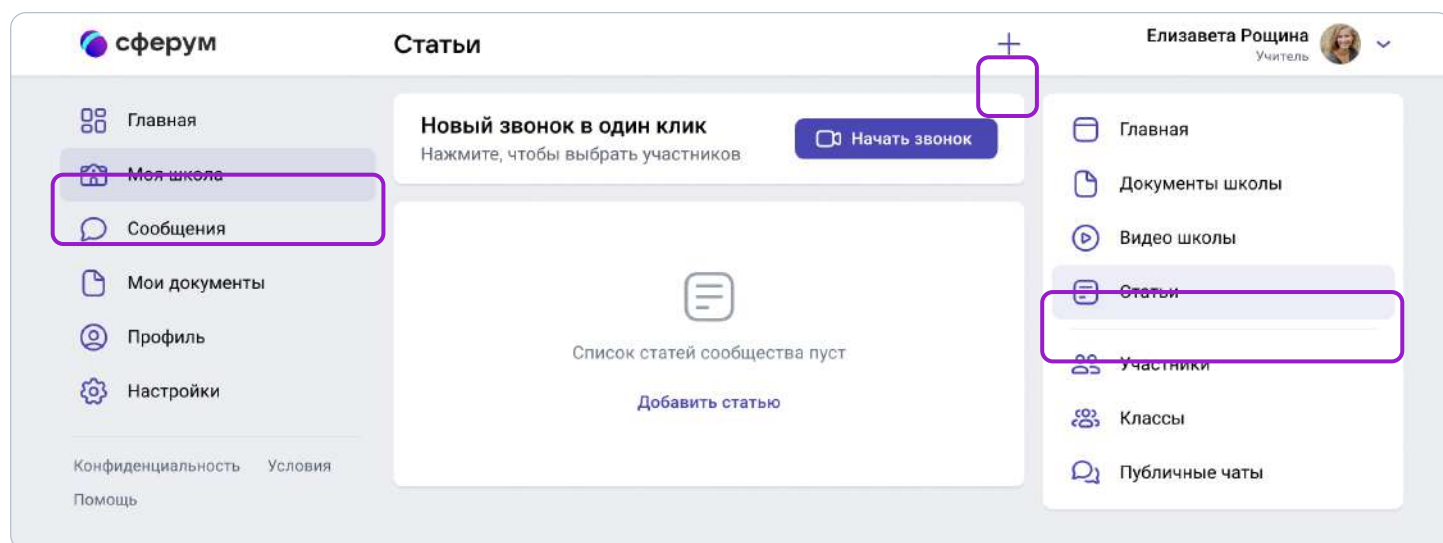 сферум
Статьи
Елизавета Рощина
Учитель
Главная
Моя школа
Сообщения
Мои документы
Профиль
Настройки
Конфиденциальность Условия
Помощь
Новый звонок в один клик
Нажмите, чтобы выбрать участников
Начать звонок
Список статей сообщества пуст
Добавить статью
Главная
Документы школы
Видео школы
Статьи
Участники
Классы
Публичные чаты